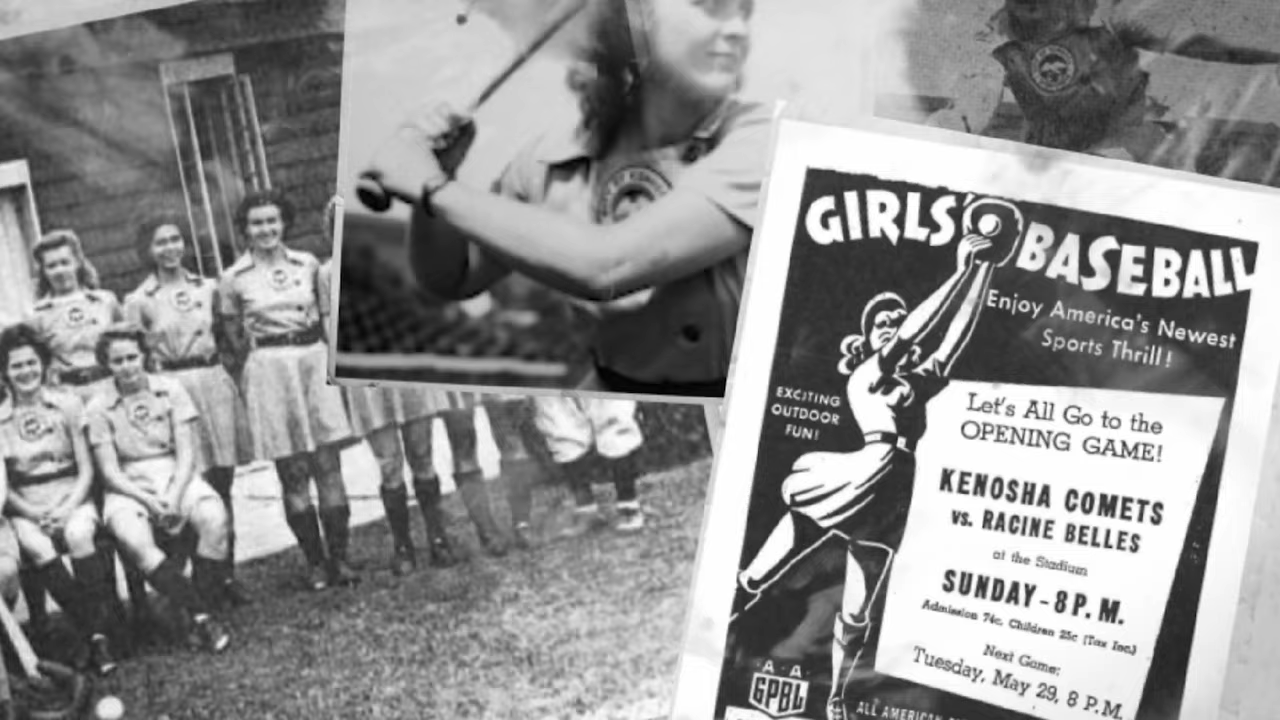 GIRLS' BASEBALL
Enjoy America's Newest
Sports Thrill!
EXCITING
OUTDOOR
FUN!
Let's All Go to the
OPENING GAME!
KENOSHA COMETS
vs. RACINE BELLES
at the Stadium
SUNDAY - 8 P. M.
Admission 74c, Children 25c (Tax Inc.)
Next Game:
Tuesday, May 29, 8 P.M.
A·A
GPBL
ALL AMERICAN